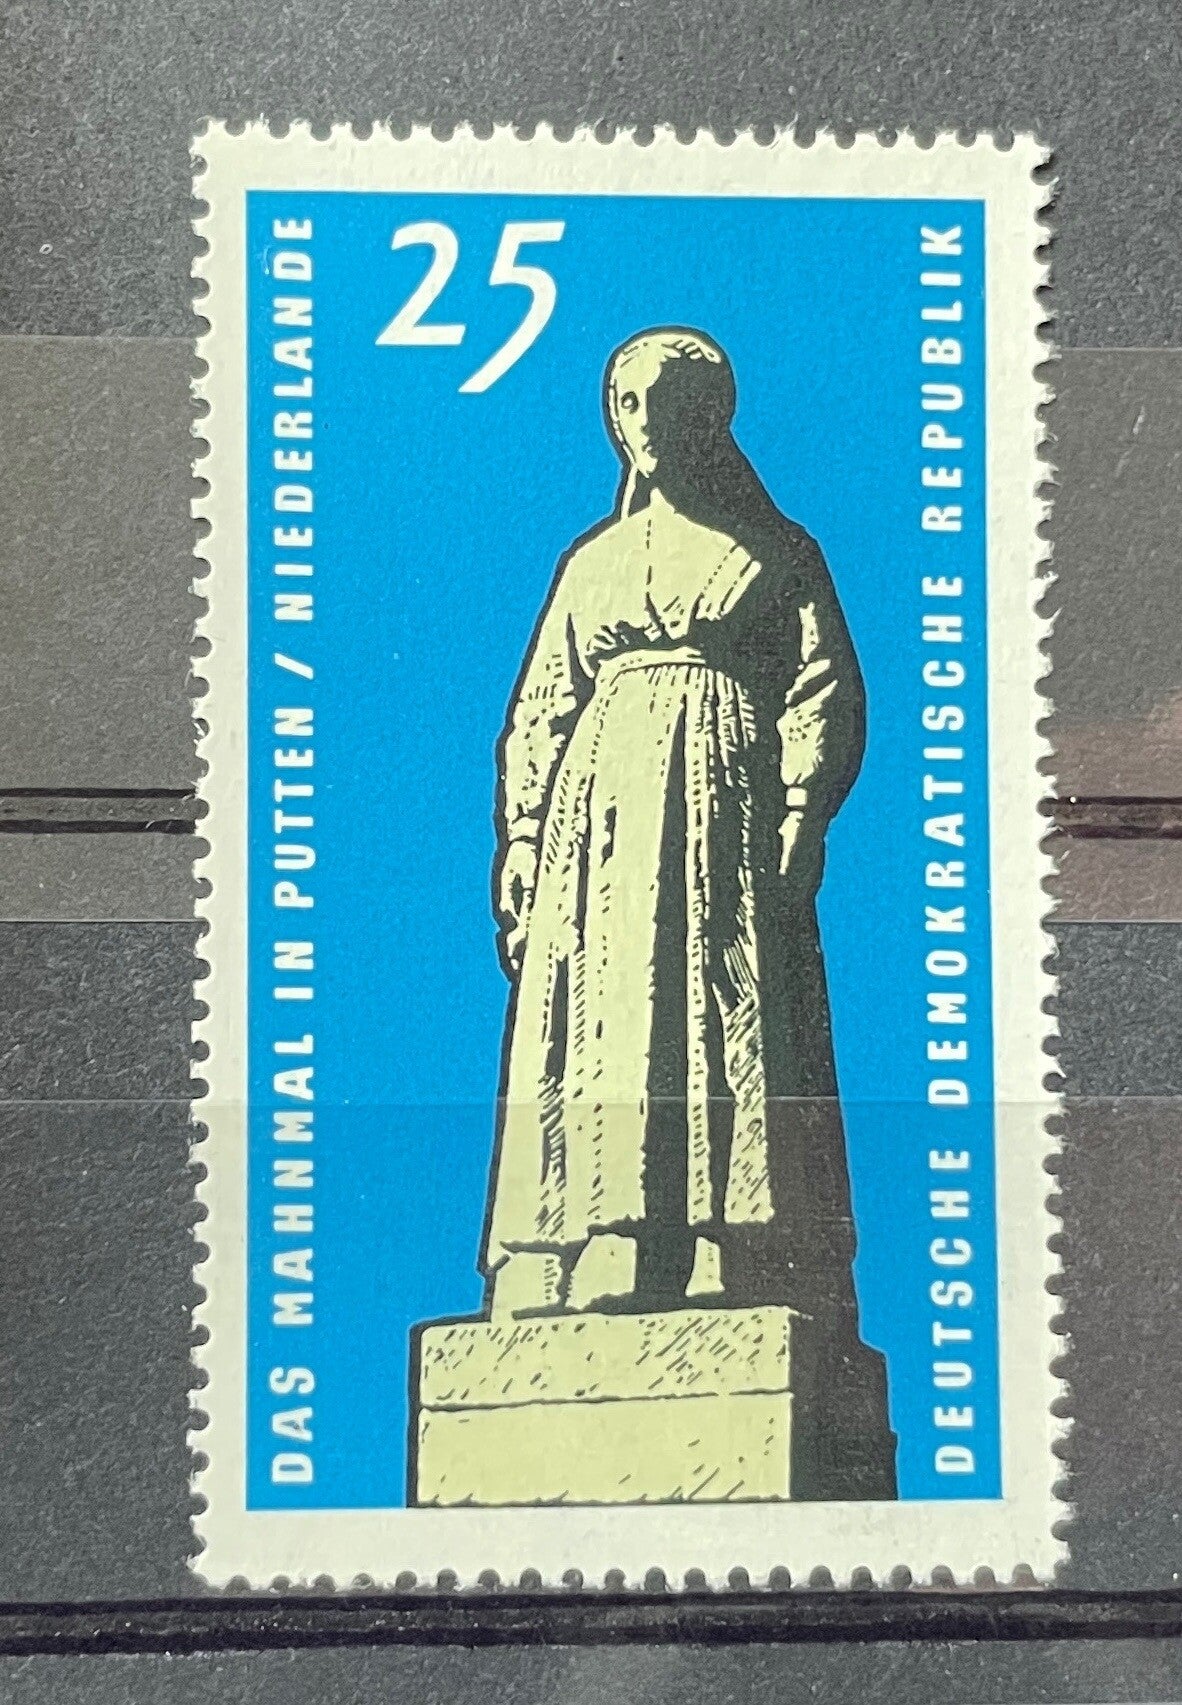 25
DAS MAHNMAL IN PUTTEN / NIEDERLANDE
DEUTSCHE DEMOKRATISCHE REPUBLIK